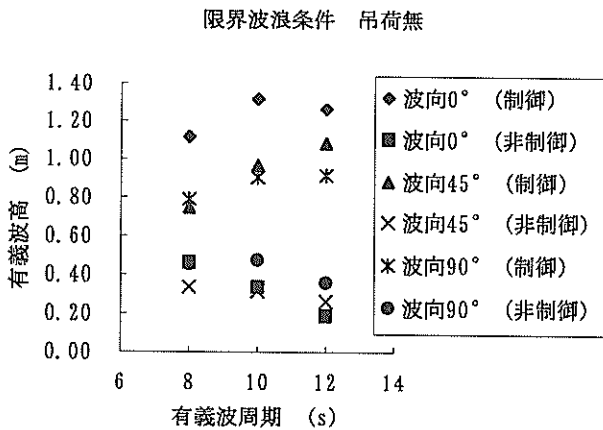 限界波浪条件 吊荷無
1.40
1.20
1.00
0.80
0.60
0.40
0.20
0.00
有義波高 (m)
6 8 10 12 14
有義波周期 (s)
波向0° (制御)
波向0° (非制御)
波向45° (制御)
波向45° (非制御)
波向90° (制御)
波向90° (非制御)